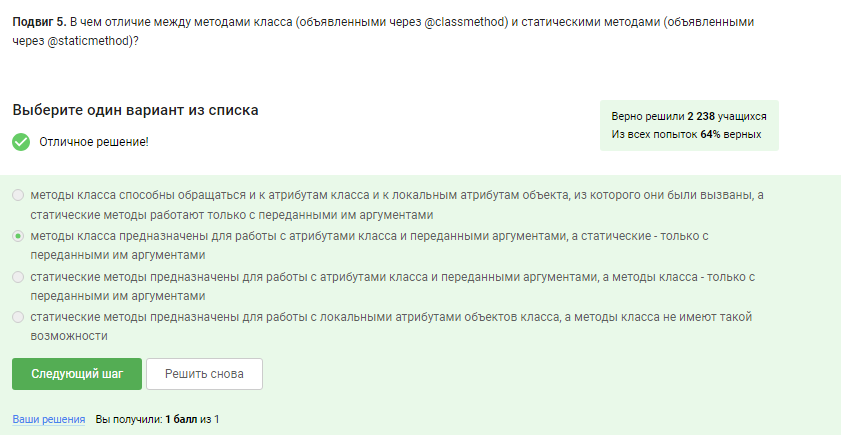 Подвиг 5. В чем отличие между методами класса (объявленными через @classmethod) и статическими методами (объявленными
через @staticmethod)?
Выберите один вариант из списка
Отличное решение!
Верно решили 2 238 учащихся
Из всех попыток 64% верных
методы класса способны обращаться и к атрибутам класса и к локальным атрибутам объекта, из которого они были вызваны, а
статические методы работают только с переданными им аргументами
методы класса предназначены для работы с атрибутами класса и переданными аргументами, а статические - только с
переданными им аргументами
статические методы предназначены для работы с атрибутами класса и переданными аргументами, а методы класса - только с
переданными им аргументами
статические методы предназначены для работы с локальными атрибутами объектов класса, а методы класса не имеют такой
возможности
Следующий шаг
Решить снова
Ваши решения Вы получили: 1 балл из 1